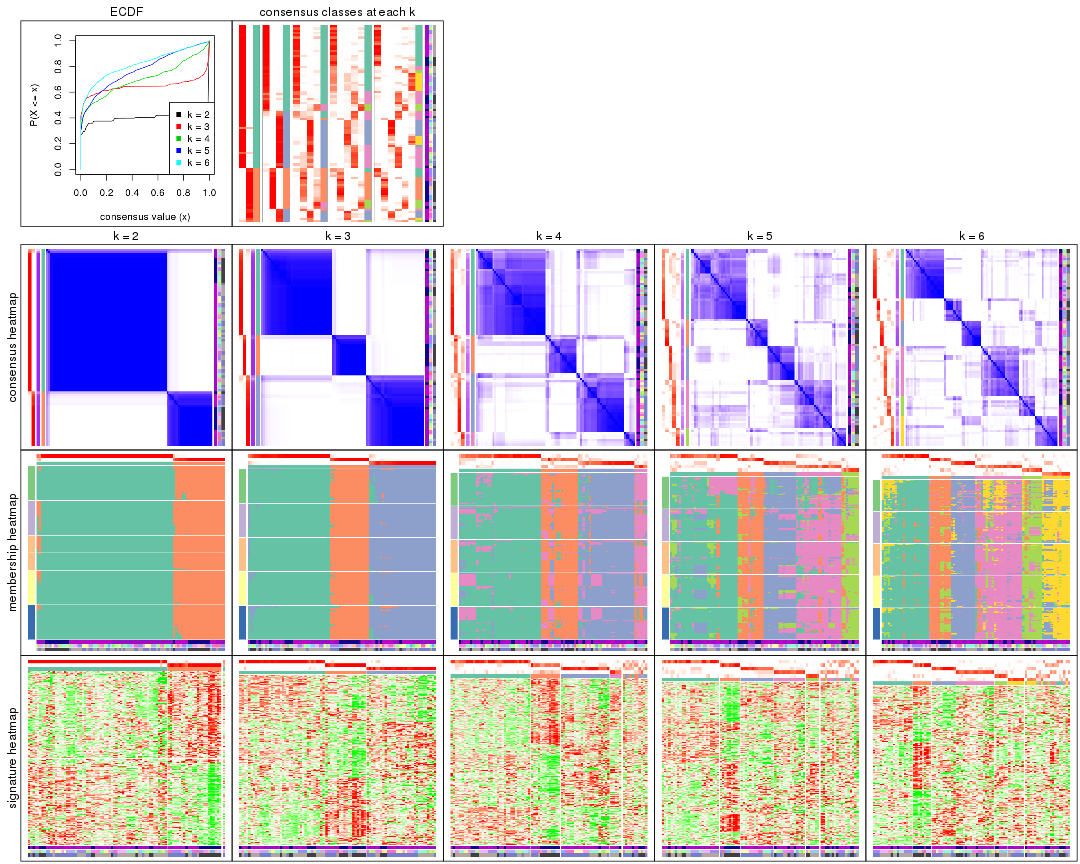 ECDF
consensus classes at each k
P(X <= x)
0.0 0.2 0.4 0.6 0.8 1.0
k = 2
k = 3
k = 4
k = 5
k = 6
0.0 0.2 0.4 0.6 0.8 1.0
consensus value (x)
k = 2
k = 3
k = 4
k = 5
k = 6
consensus heatmap
membership heatmap
signature heatmap